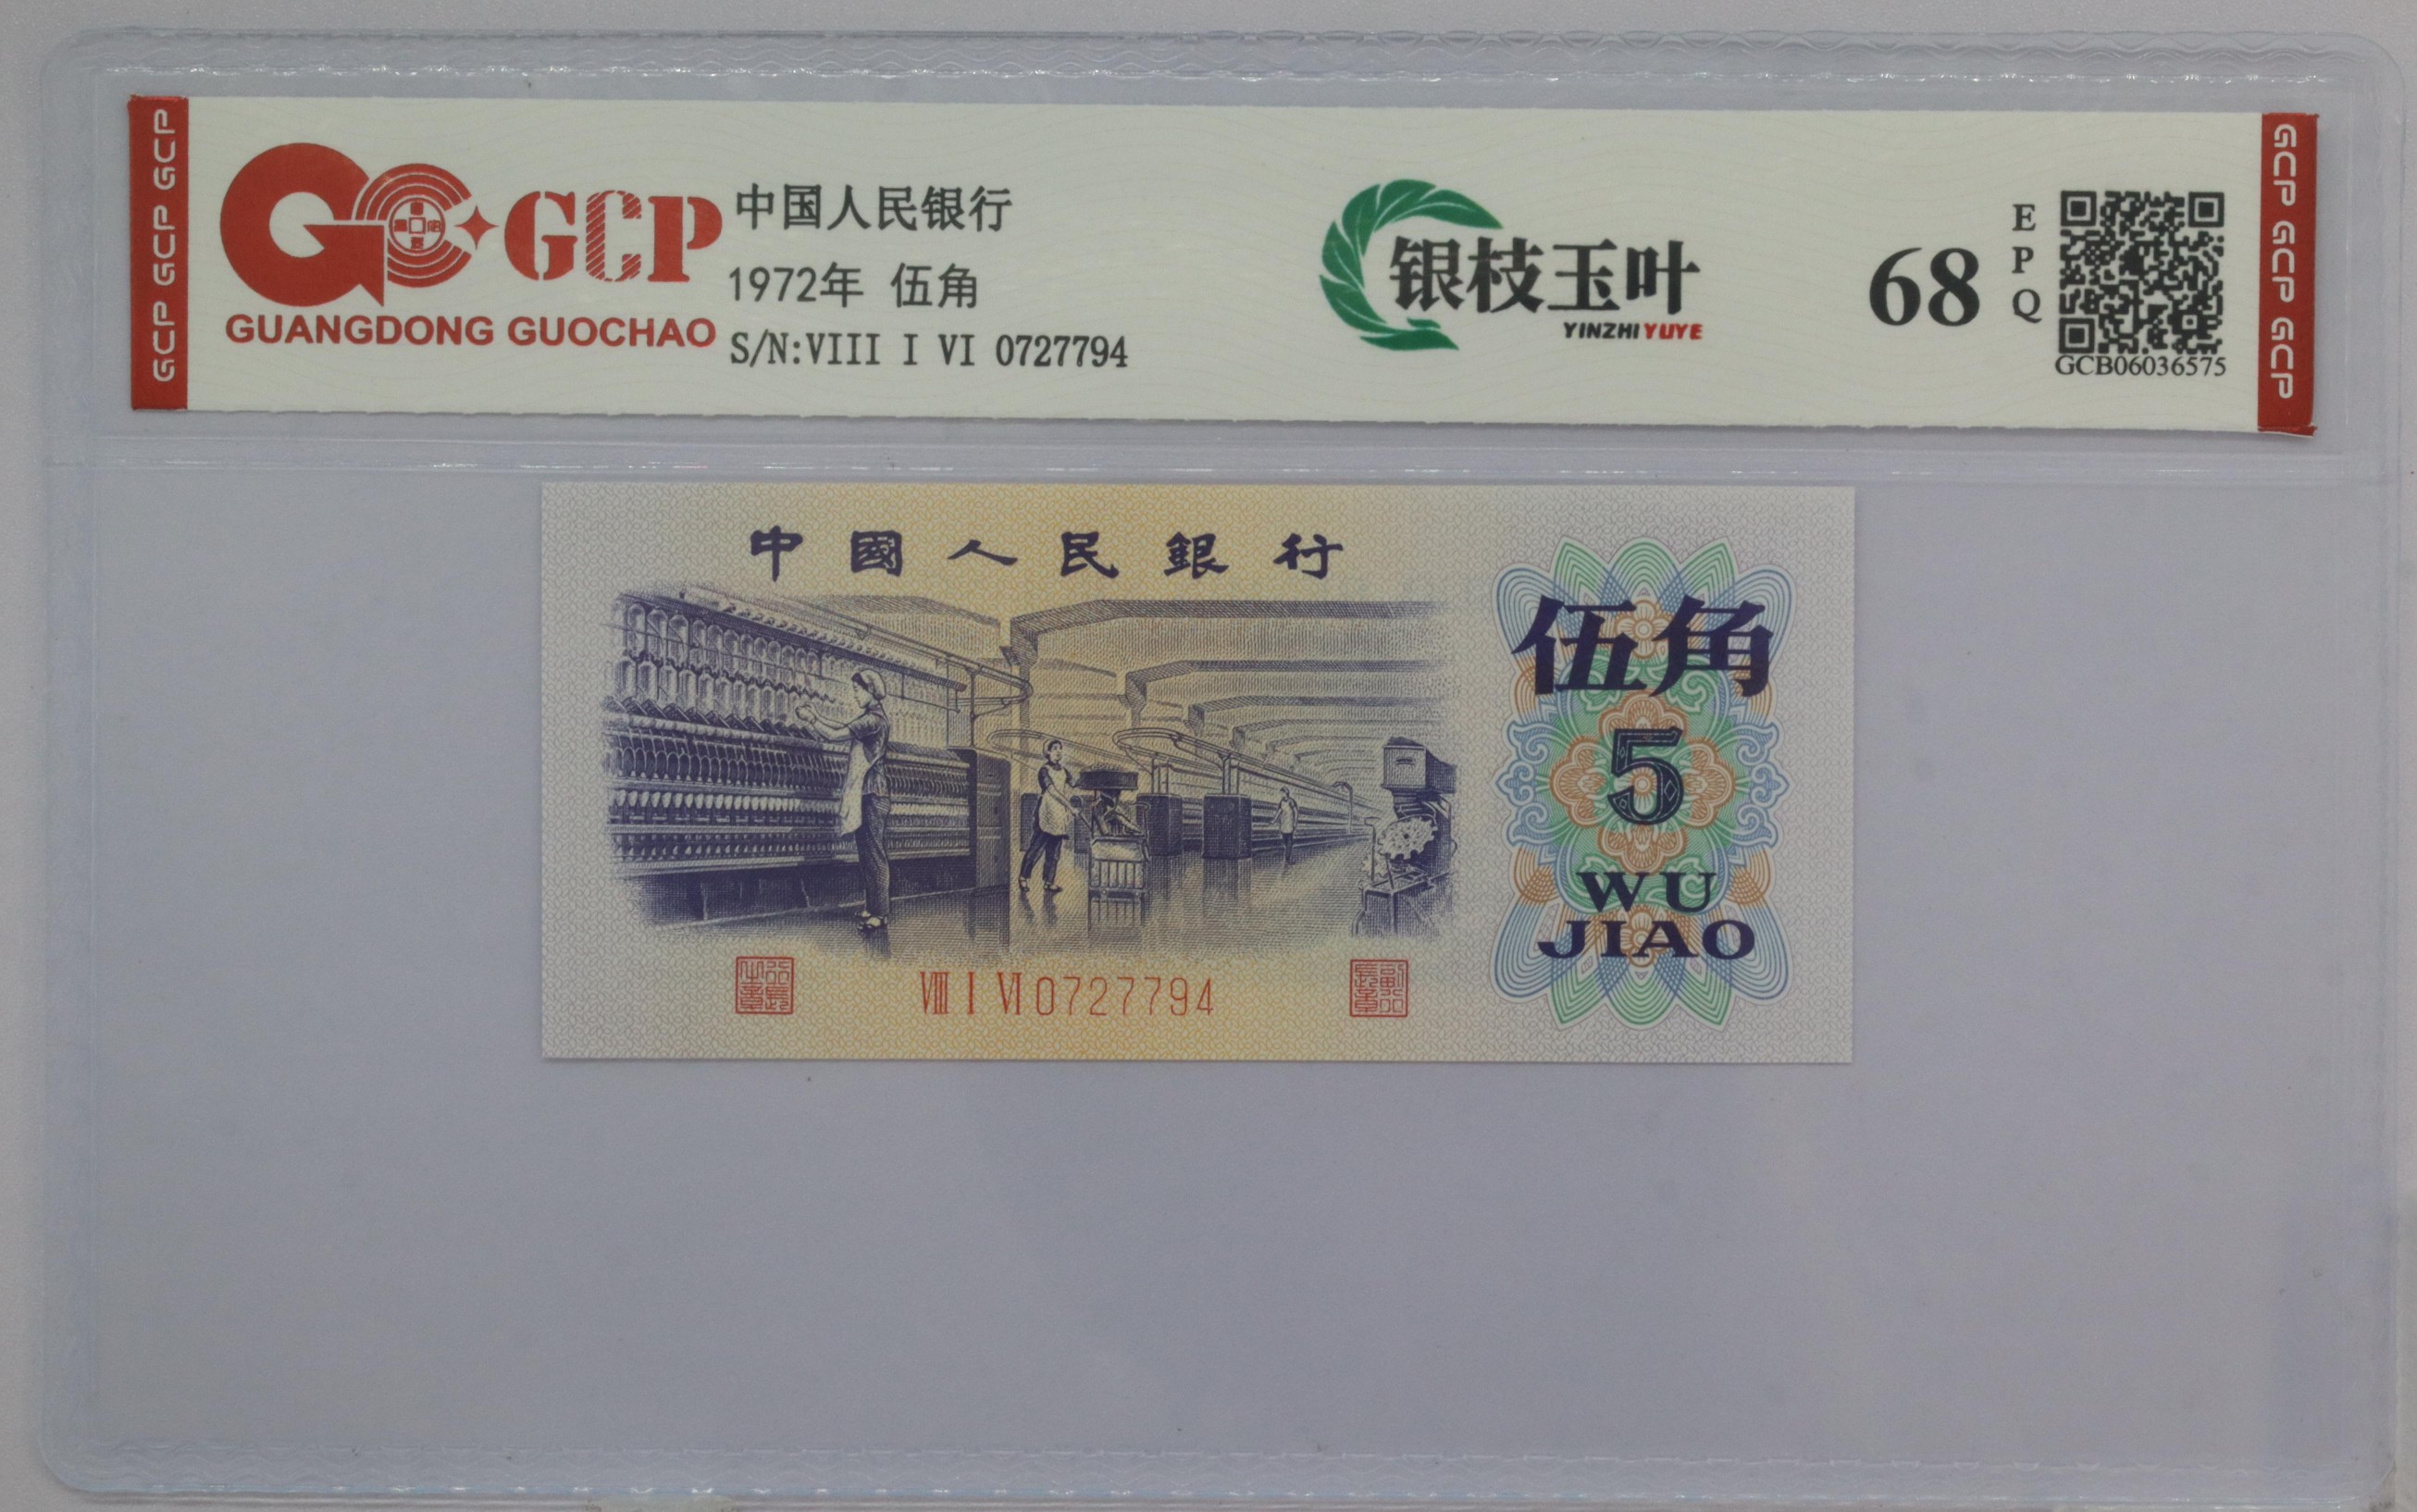 GCP GCP GCP
GCP
GUANGDONG GUOCHAO
中国人民银行
1972年 伍角
S/N:VIII I VI 0727794
银枝玉叶
YINZHIYUYE
68
EPQ
GCB06036575
GCP GCP GCP
中國人民銀行
伍角
5
WU
JIAO
VIII I VI 0727794